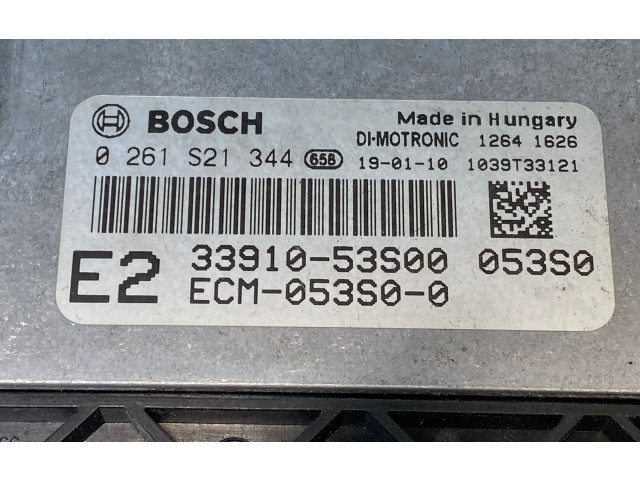 BOSCH Made in Hungary
DI-MOTRONIC 1264 1626
0 261 S21 344 658 19-01-10 1039T33121
E2 33910-53S00 053S0
ECM-053S0-0